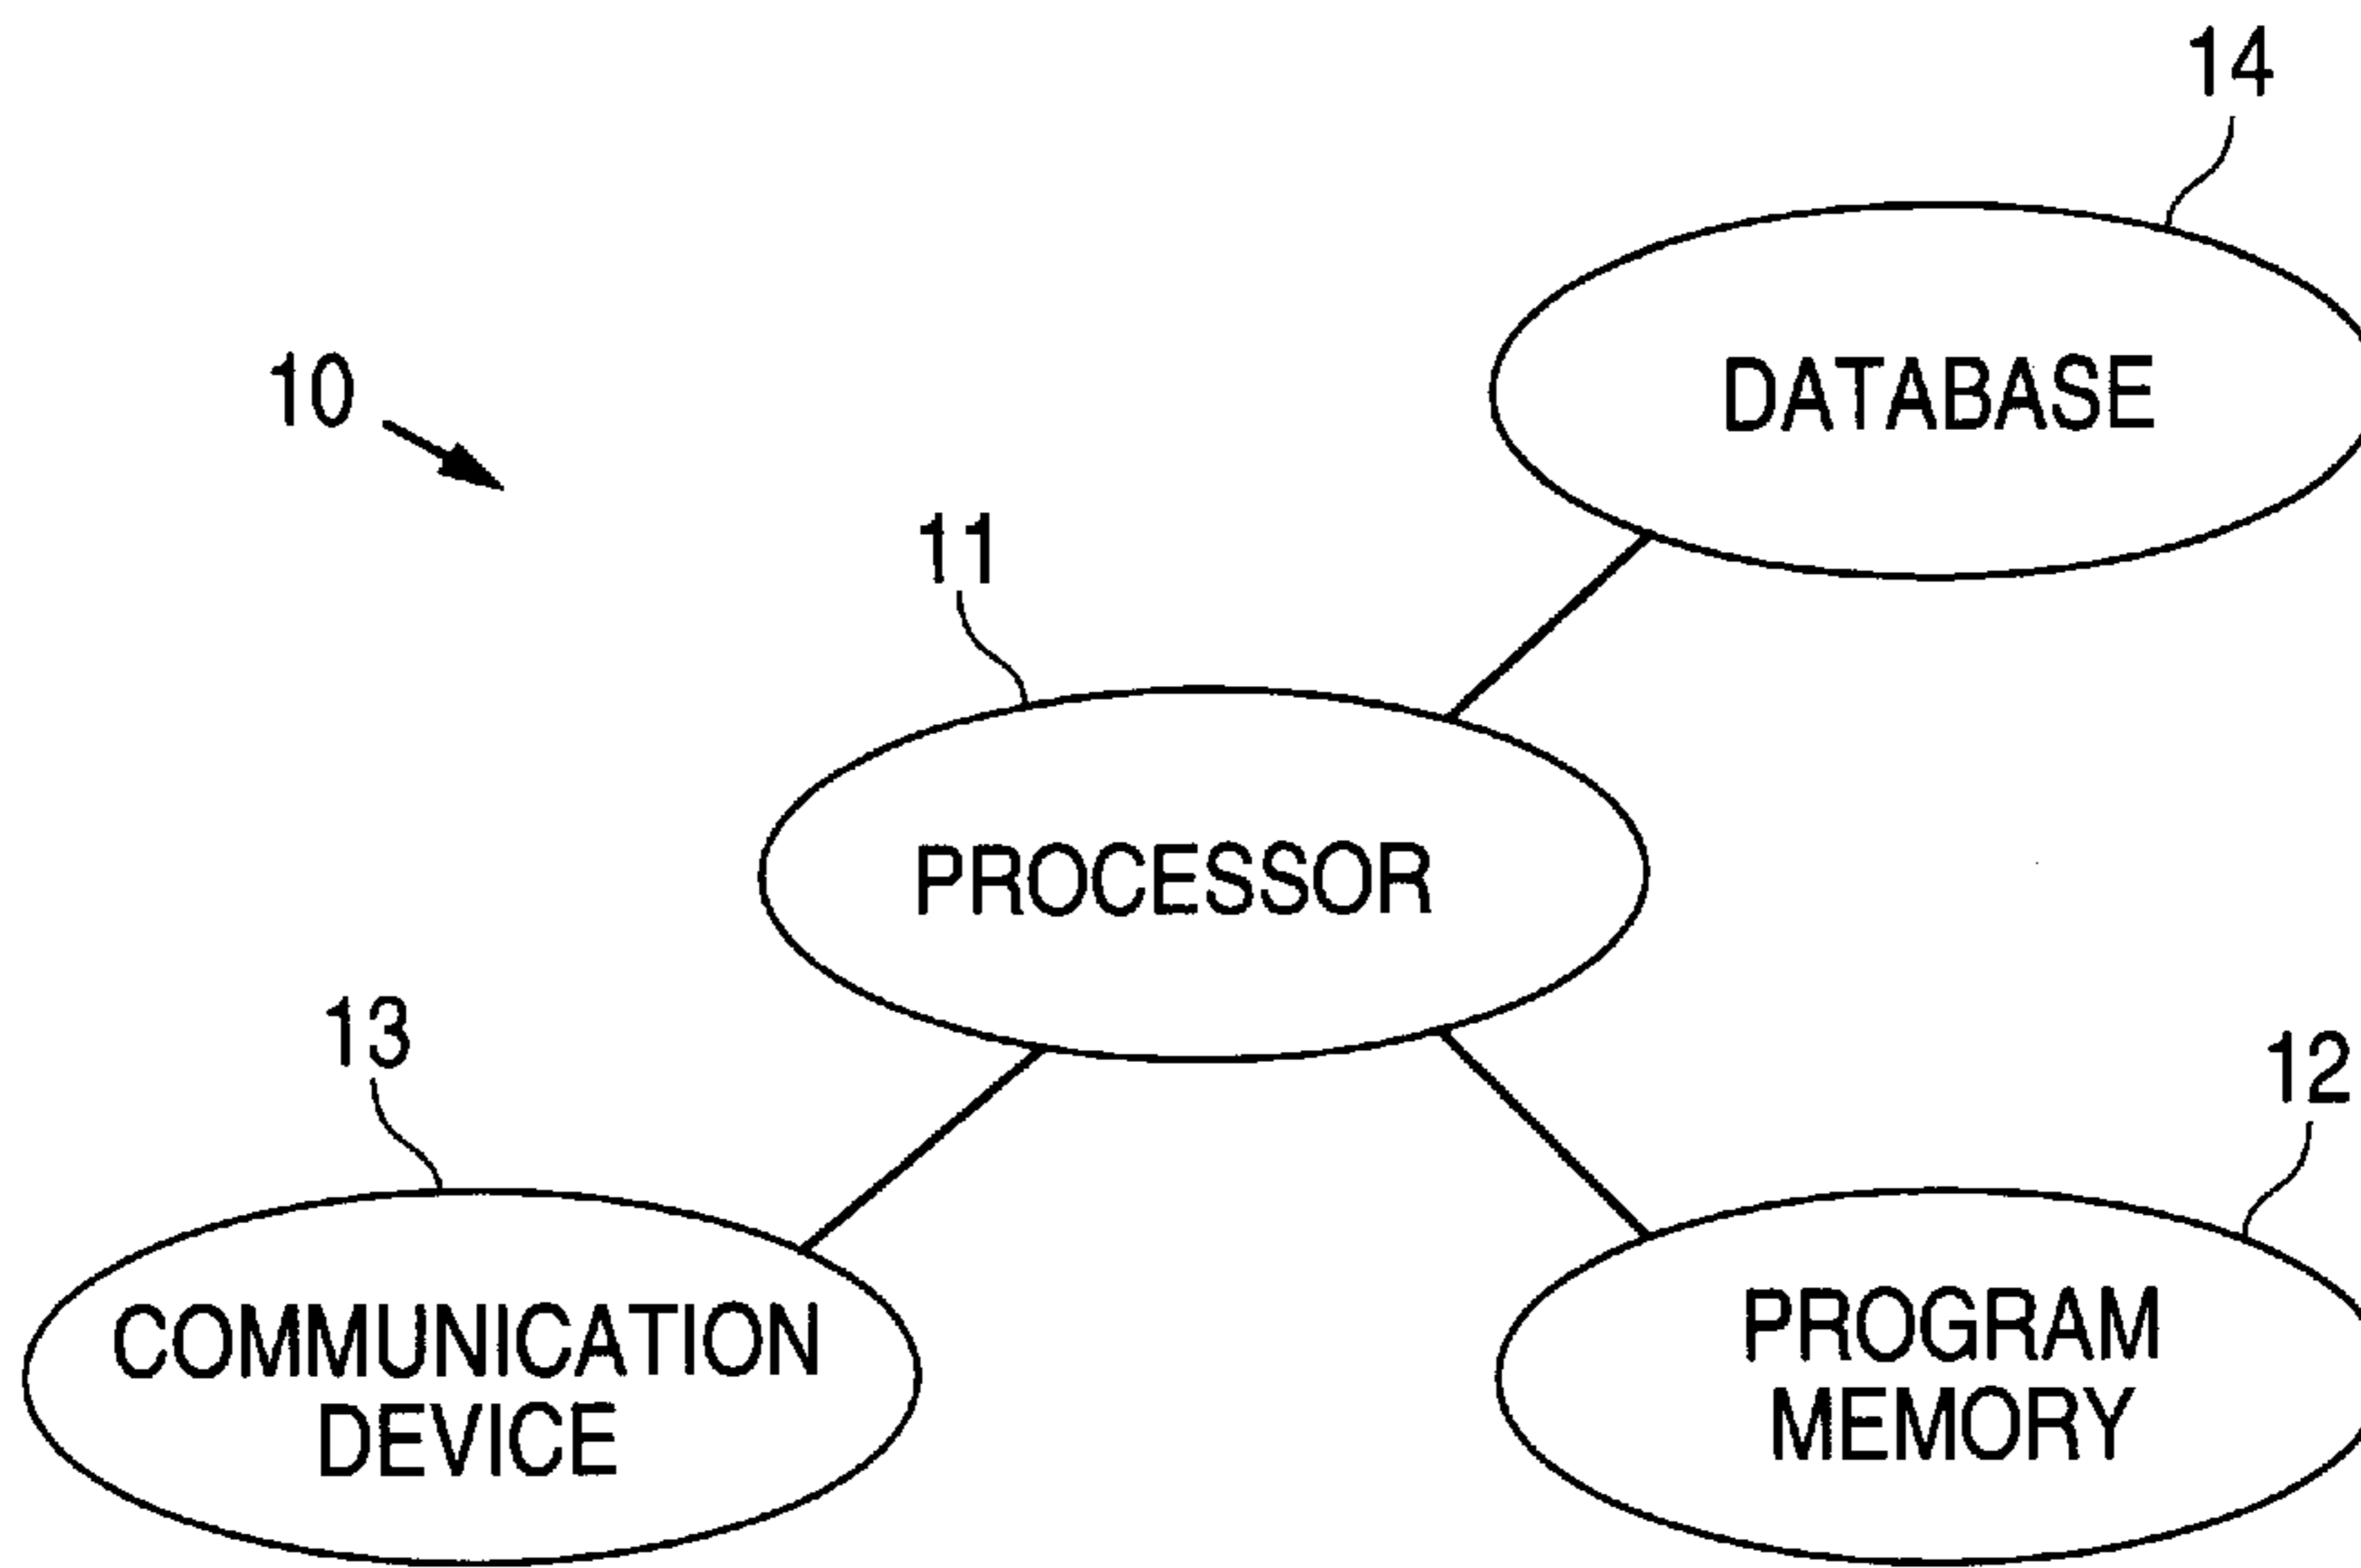 14
DATABASE
10
11
PROCESSOR
13
12
COMMUNICATION
DEVICE
PROGRAM
MEMORY